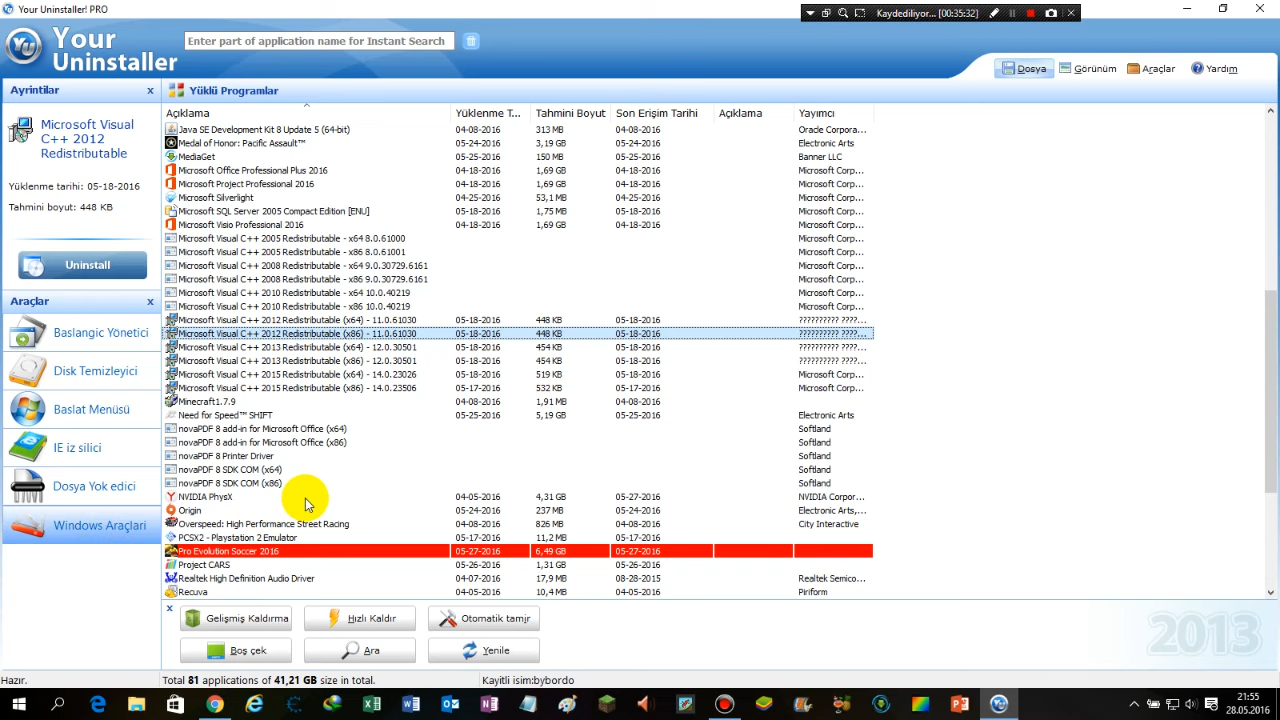 Your Uninstaller! PRO
Kaydediliyor... [00:35:32]
Your
Uninstaller
Enter part of application name for Instant Search
Dosya Görünüm Araçlar Yardım
Ayrintilar x
Microsoft Visual
C++ 2012
Redistributable
Yüklenme tarihi: 05-18-2016
Tahmini boyut: 448 KB
Uninstall
Araçlar x
Baslangic Yönetici
Disk Temizleyici
Baslat Menüsü
IE iz silici
Dosya Yok edici
Windows Araçlari
Yüklü Programlar
Açıklama Yüklenme T... Tahmini Boyut Son Erişim Tarihi Açıklama Yayımcı
Java SE Development Kit 8 Update 5 (64-bit) 04-08-2016 313 MB 04-08-2016 Oracle Corpora...
Medal of Honor: Pacific Assault™ 05-24-2016 3,19 GB 05-24-2016 Electronic Arts
MediaGet 05-25-2016 150 MB 05-25-2016 Banner LLC
Microsoft Office Professional Plus 2016 04-18-2016 1,69 GB 04-18-2016 Microsoft Corp...
Microsoft Project Professional 2016 04-18-2016 1,69 GB 04-18-2016 Microsoft Corp...
Microsoft Silverlight 04-25-2016 53,1 MB 04-25-2016 Microsoft Corp...
Microsoft SQL Server 2005 Compact Edition [ENU] 05-18-2016 1,75 MB 05-18-2016 Microsoft Corp...
Microsoft Visio Professional 2016 04-18-2016 1,69 GB 04-18-2016 Microsoft Corp...
Microsoft Visual C++ 2005 Redistributable - x64 8.0.61000 Microsoft Corp...
Microsoft Visual C++ 2005 Redistributable - x86 8.0.61001 Microsoft Corp...
Microsoft Visual C++ 2008 Redistributable - x64 9.0.30729.6161 Microsoft Corp...
Microsoft Visual C++ 2008 Redistributable - x86 9.0.30729.6161 Microsoft Corp...
Microsoft Visual C++ 2010 Redistributable - x64 10.0.40219 Microsoft Corp...
Microsoft Visual C++ 2010 Redistributable - x86 10.0.40219 Microsoft Corp...
Microsoft Visual C++ 2012 Redistributable (x64) - 11.0.61030 05-18-2016 448 KB 05-18-2016 ?????????? ????...
Microsoft Visual C++ 2012 Redistributable (x86) - 11.0.61030 05-18-2016 448 KB 05-18-2016 ?????????? ????...
Microsoft Visual C++ 2013 Redistributable (x64) - 12.0.30501 05-18-2016 454 KB 05-18-2016 ?????????? ????...
Microsoft Visual C++ 2013 Redistributable (x86) - 12.0.30501 05-18-2016 454 KB 05-18-2016 ?????????? ????...
Microsoft Visual C++ 2015 Redistributable (x64) - 14.0.23026 05-18-2016 519 KB 05-18-2016 Microsoft Corp...
Microsoft Visual C++ 2015 Redistributable (x86) - 14.0.23506 05-17-2016 532 KB 05-17-2016 Microsoft Corp...
Minecraft1.7.9 04-08-2016 1,91 MB 04-08-2016
Need for Speed™ SHIFT 05-25-2016 5,19 GB 05-25-2016 Electronic Arts
novaPDF 8 add-in for Microsoft Office (x64) Softland
novaPDF 8 add-in for Microsoft Office (x86) Softland
novaPDF 8 Printer Driver Softland
novaPDF 8 SDK COM (x64) Softland
novaPDF 8 SDK COM (x86) Softland
NVIDIA PhysX 04-05-2016 4,31 GB 05-27-2016 NVIDIA Corpor...
Origin 05-24-2016 237 MB 05-24-2016 Electronic Arts,...
Overspeed: High Performance Street Racing 04-08-2016 826 MB 04-08-2016 City Interactive
PCSX2 - Playstation 2 Emulator 05-17-2016 11,2 MB 05-17-2016
Pro Evolution Soccer 2016 05-27-2016 6,49 GB 05-27-2016
Project CARS 05-26-2016 1,31 GB 05-26-2016
Realtek High Definition Audio Driver 04-07-2016 17,9 MB 08-28-2015 Realtek Semico...
Recuva 04-05-2016 10,4 MB 04-05-2016 Piriform
x
Gelişmiş Kaldırma Hızlı Kaldır Otomatik tamir
Boş çek Ara Yenile
2013
Hazır. Total 81 applications of 41,21 GB size in total. Kayitli isim:bybordo
21:55
28.05.2016